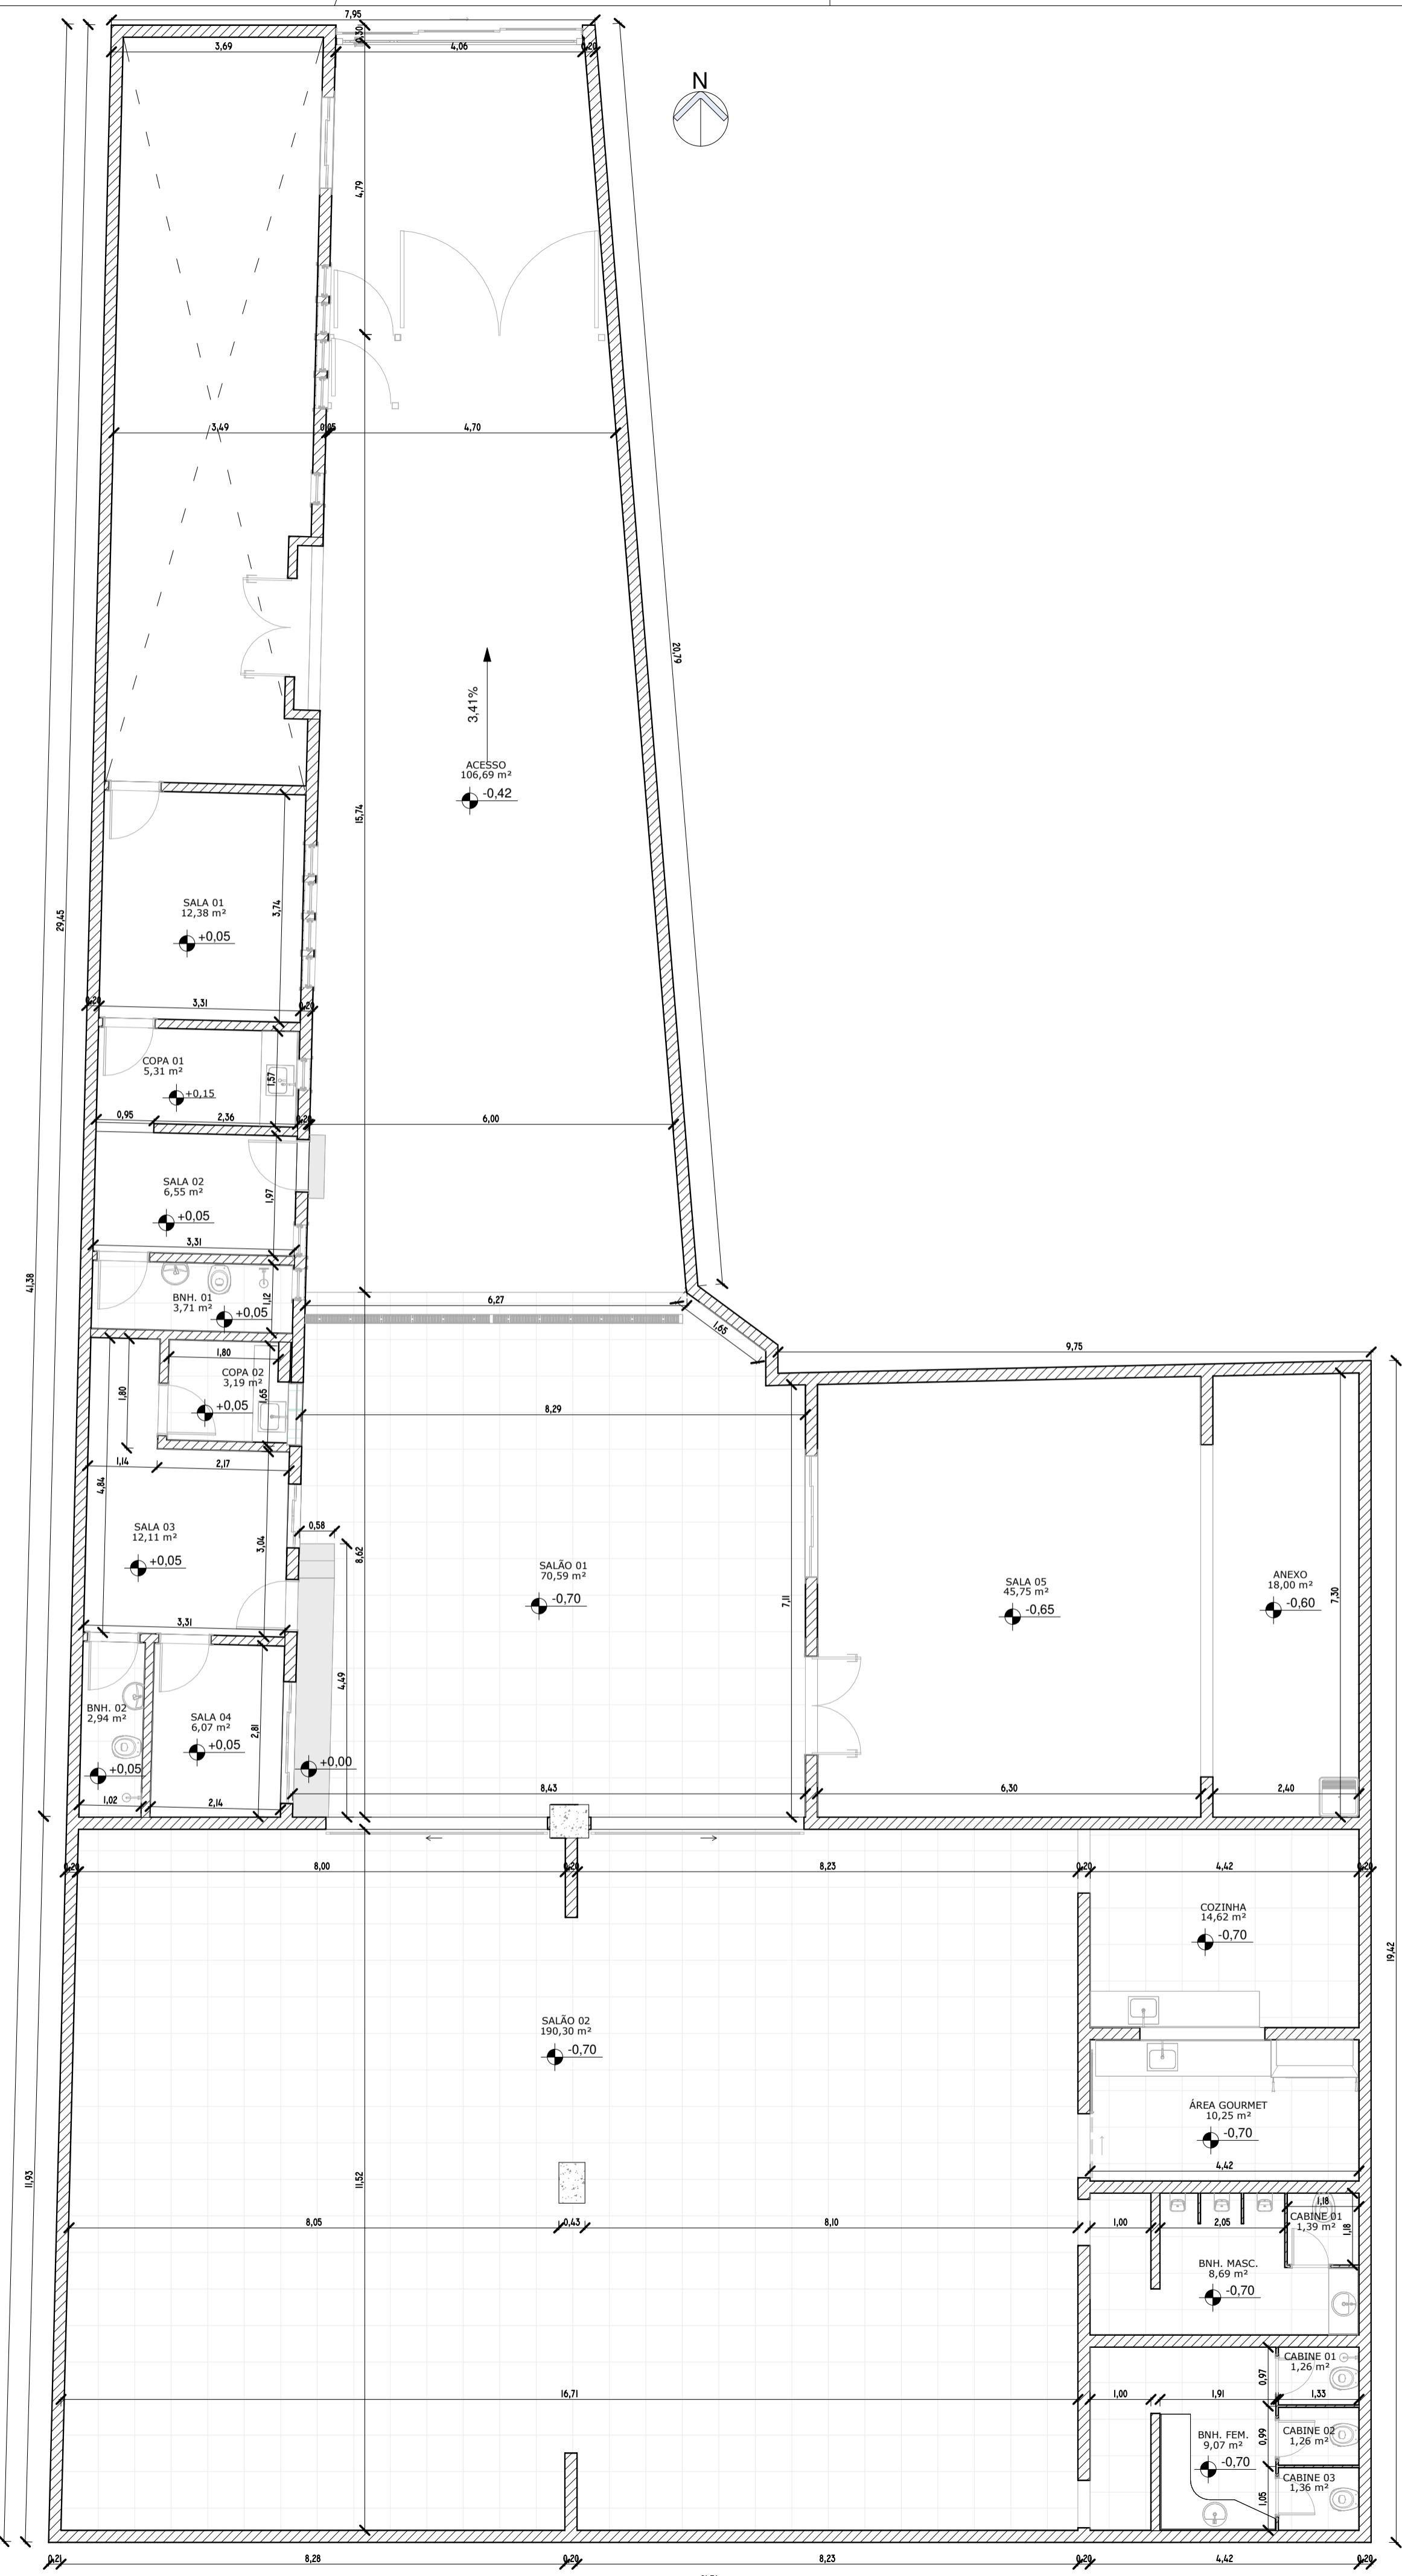 7,95
0,30
3,69
4,06
0,20
N
4,79
3,49
0,05
4,70
20,79
3,41%
ACESSO
106,69 m²
-0,42
15,74
29,45
SALA 01
12,38 m²
+0,05
3,74
0,20
3,31
0,20
COPA 01
5,31 m²
+0,15
1,57
0,95
2,36
0,20
6,00
SALA 02
6,55 m²
+0,05
1,97
3,31
41,38
BNH. 01
3,71 m²
+0,05
1,12
6,27
1,65
9,75
1,80
COPA 02
3,19 m²
+0,05
1,65
1,80
8,29
1,14
2,17
4,84
SALA 03
12,11 m²
+0,05
3,04
0,58
8,62
SALÃO 01
70,59 m²
-0,70
7,11
SALA 05
45,75 m²
-0,65
ANEXO
18,00 m²
-0,60
7,30
3,31
4,49
BNH. 02
2,94 m²
+0,05
SALA 04
6,07 m²
+0,05
2,81
+0,00
1,02
2,14
8,43
6,30
2,40
0,20
8,00
0,20
8,23
0,20
4,42
0,20
COZINHA
14,62 m²
-0,70
19,42
SALÃO 02
190,30 m²
-0,70
ÁREA GOURMET
10,25 m²
-0,70
4,42
11,93
11,52
8,05
0,43
8,10
1,00
2,05
1,18
CABINE 01
1,39 m²
1,18
BNH. MASC.
8,69 m²
-0,70
CABINE 01
1,26 m²
0,97
16,71
1,00
1,91
1,33
BNH. FEM.
9,07 m²
-0,70
0,99
CABINE 02
1,26 m²
CABINE 03
1,36 m²
1,05
0,21
8,28
0,20
8,23
0,20
4,42
0,20